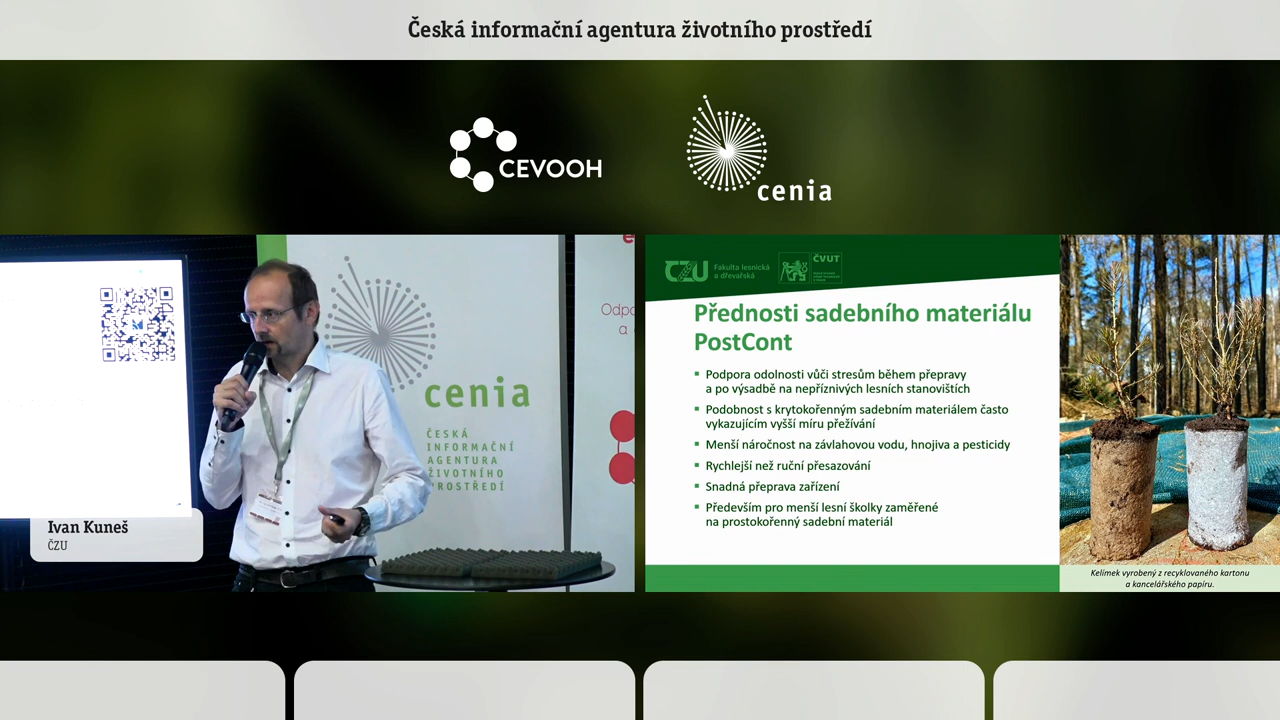 Česká informační agentura životního prostředí
CEVOOH
cenia
cenia
ČESKÁ
INFORMAČNÍ
AGENTURA
ŽIVOTNÍHO
PROSTŘEDÍ
Odpo
a
Ivan Kuneš
ČZU
CZU
Fakulta lesnická
a dřevařská
ČVUT
Přednosti sadebního materiálu
PostCont
Podpora odolnosti vůči stresům během přepravy
a po výsadbě na nepříznivých lesních stanovištích
Podobnost s krytokořenným sadebním materiálem často
vykazujícím vyšší míru přežívání
Menší náročnost na závlahovou vodu, hnojiva a pesticidy
Rychlejší než ruční přesazování
Snadná přeprava zařízení
Především pro menší lesní školky zaměřené
na prostokořenný sadební materiál
Kelímek vyrobený z recyklovaného kartonu
a kancelářského papíru.